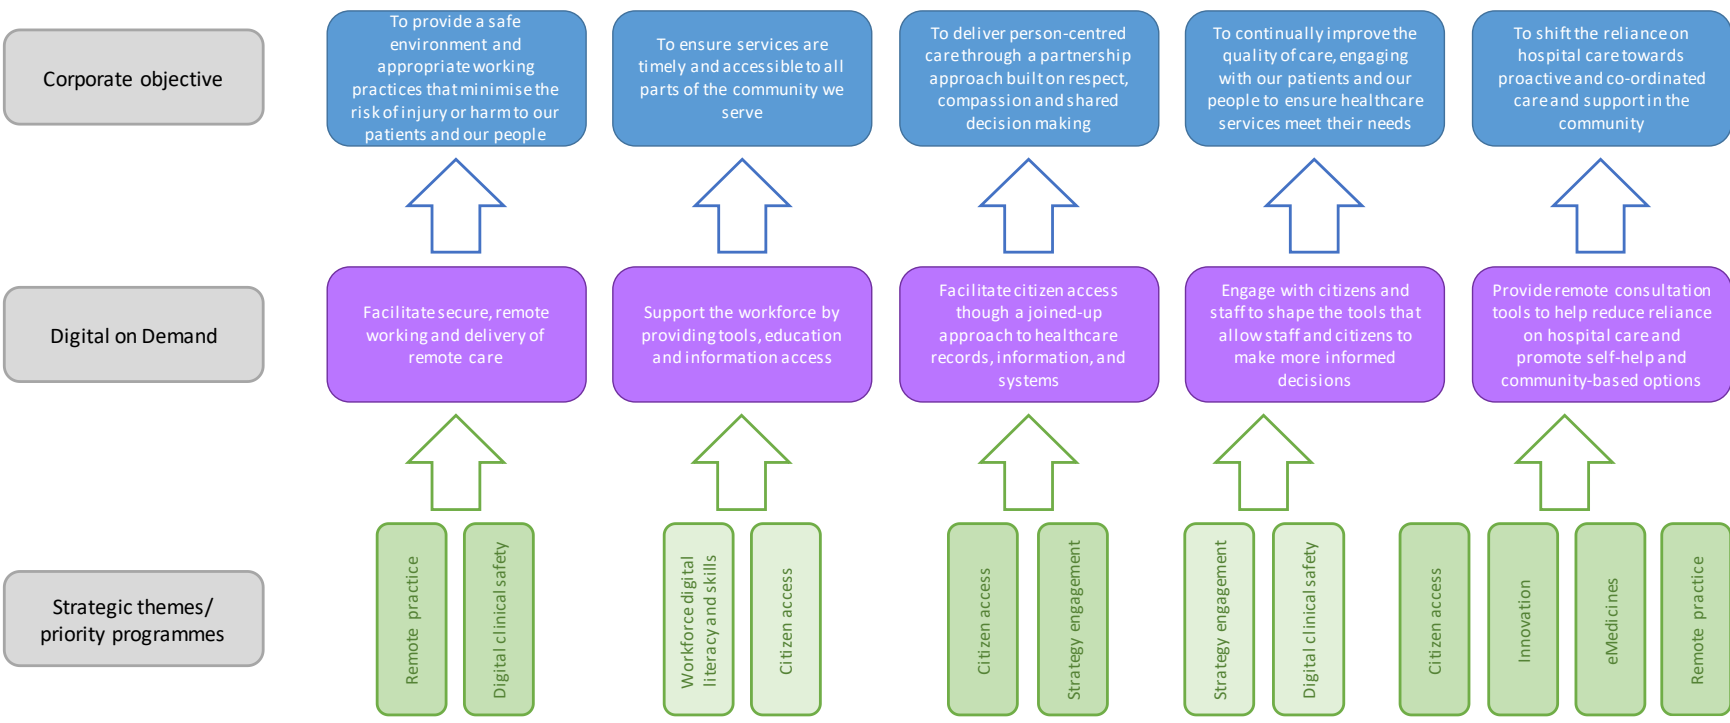 Corporate objective
To provide a safe
environment and
appropriate working
practices that minimise the
risk of injury or harm to our
patients and our people
To ensure services are
timely and accessible to all
parts of the community we
serve
To deliver person-centred
care through a partnership
approach built on respect,
compassion and shared
decision making
To continually improve the
quality of care, engaging
with our patients and our
people to ensure healthcare
services meet their needs
To shift the reliance on
hospital care towards
proactive and co-ordinated
care and support in the
community
Digital on Demand
Facilitate secure, remote
working and delivery of
remote care
Support the workforce by
providing tools, education
and information access
Facilitate citizen access
though a joined-up
approach to healthcare
records, information, and
systems
Engage with citizens and
staff to shape the tools that
allow staff and citizens to
make more informed
decisions
Provide remote consultation
tools to help reduce reliance
on hospital care and
promote self-help and
community-based options
Strategic themes/
priority programmes
Remote practice
Digital clinical safety
Workforce digital
literacy and skills
Citizen access
Citizen access
Strategy engagement
Strategy engagement
Digital clinical safety
Citizen access
Innovation
eMedicines
Remote practice